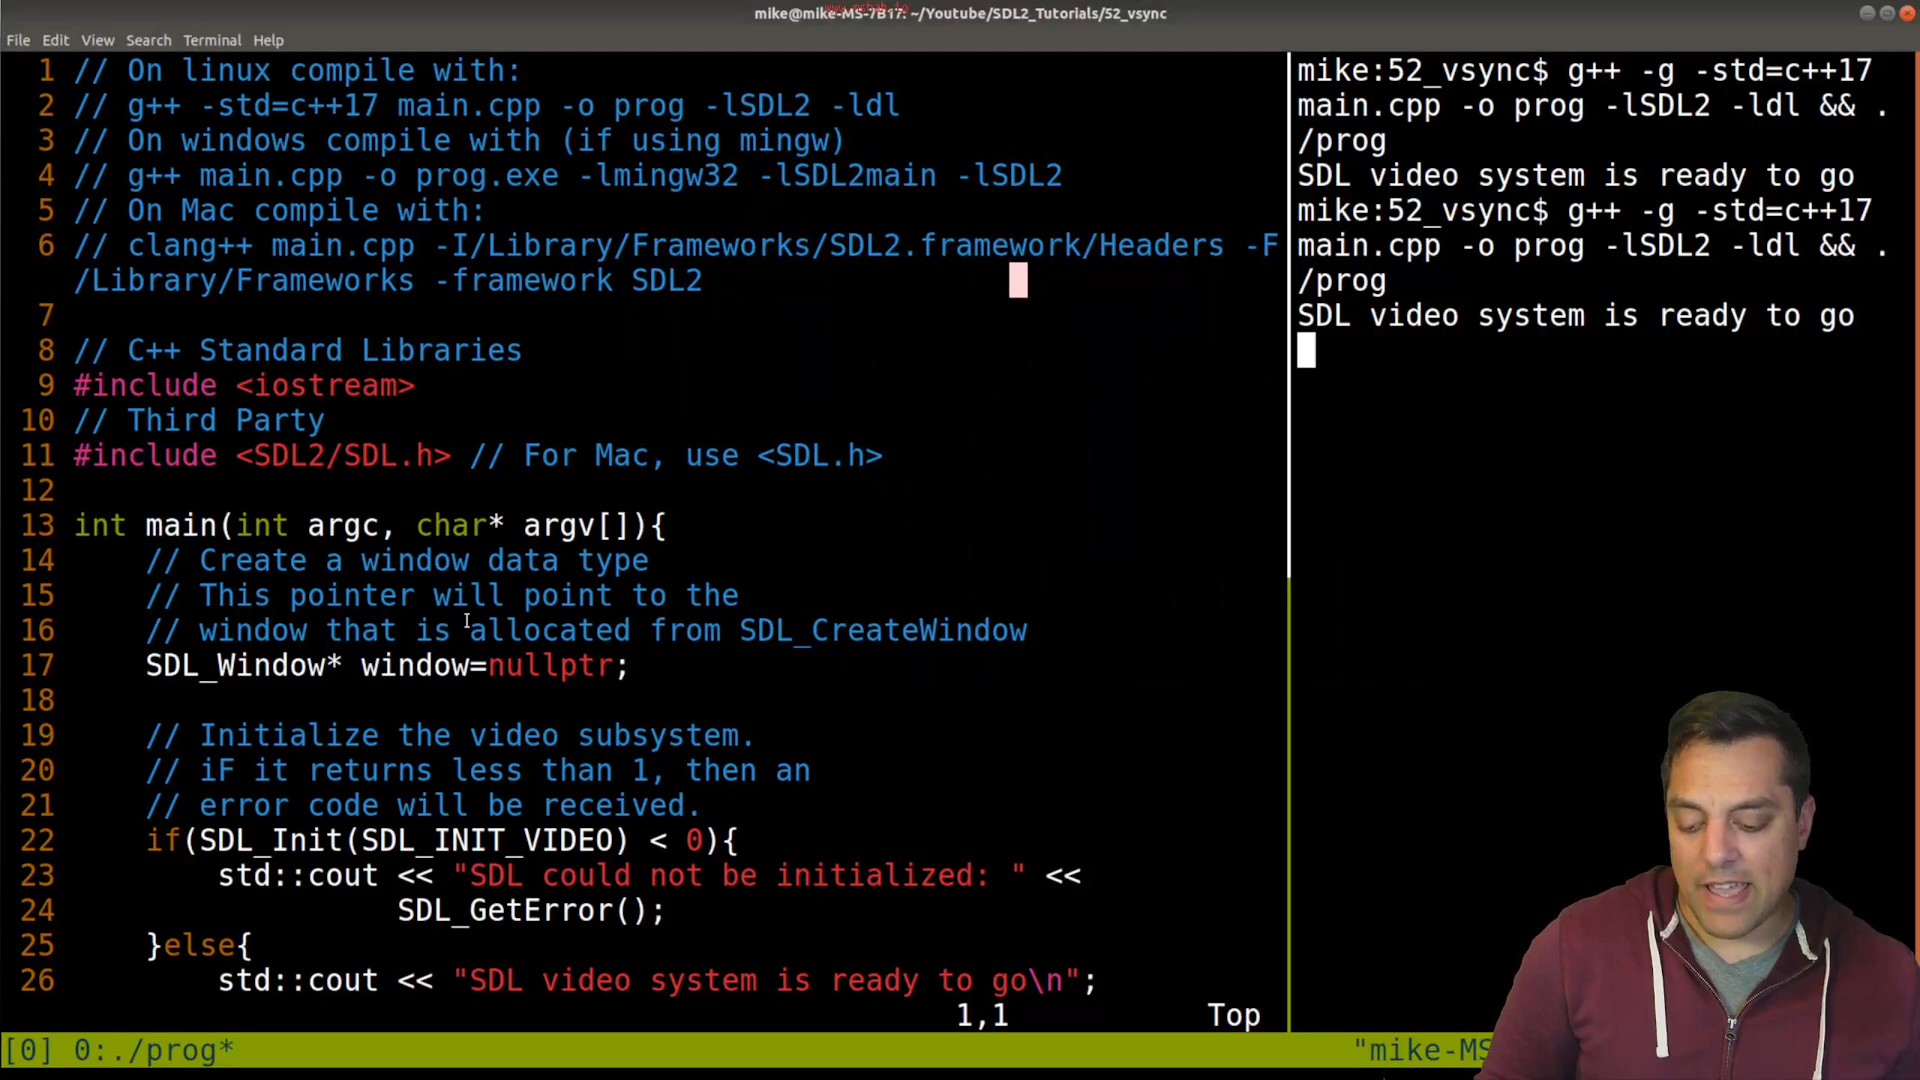 www.mshah.io
mike@mike-MS-7B17: ~/Youtube/SDL2_Tutorials/52_vsync
File Edit View Search Terminal Help
1 // On linux compile with:
2 // g++ -std=c++17 main.cpp -o prog -lSDL2 -ldl
3 // On windows compile with (if using mingw)
4 // g++ main.cpp -o prog.exe -lmingw32 -lSDL2main -lSDL2
5 // On Mac compile with:
6 // clang++ main.cpp -I/Library/Frameworks/SDL2.framework/Headers -F
/Library/Frameworks -framework SDL2
7
8 // C++ Standard Libraries
9 #include <iostream>
10 // Third Party
11 #include <SDL2/SDL.h> // For Mac, use <SDL.h>
12
13 int main(int argc, char* argv[]){
14 // Create a window data type
15 // This pointer will point to the
16 // window that is allocated from SDL_CreateWindow
17 SDL_Window* window=nullptr;
18
19 // Initialize the video subsystem.
20 // iF it returns less than 1, then an
21 // error code will be received.
22 if(SDL_Init(SDL_INIT_VIDEO) < 0){
23 std::cout << "SDL could not be initialized: " <<
24 SDL_GetError();
25 }else{
26 std::cout << "SDL video system is ready to go\n";
1,1 Top
mike:52_vsync$ g++ -g -std=c++17
main.cpp -o prog -lSDL2 -ldl && .
/prog
SDL video system is ready to go
mike:52_vsync$ g++ -g -std=c++17
main.cpp -o prog -lSDL2 -ldl && .
/prog
SDL video system is ready to go
[0] 0:./prog* "mike-MS